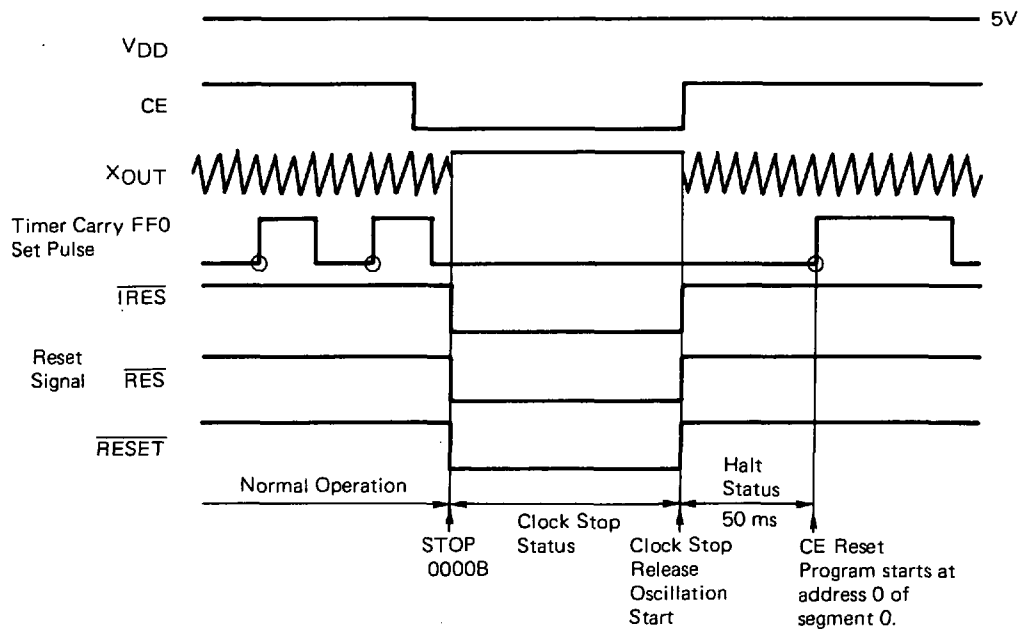 5V
VDD
CE
XOUT
Timer Carry FF0
Set Pulse
IRES
Reset
Signal
RES
RESET
Normal Operation
Clock Stop
Status
Halt
Status
50 ms
STOP
0000B
Clock Stop
Release
Oscillation
Start
CE Reset
Program starts at
address 0 of
segment 0.